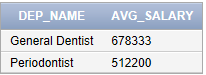 DEP_NAME AVG_SALARY
General Dentist 678333
Periodontist 512200